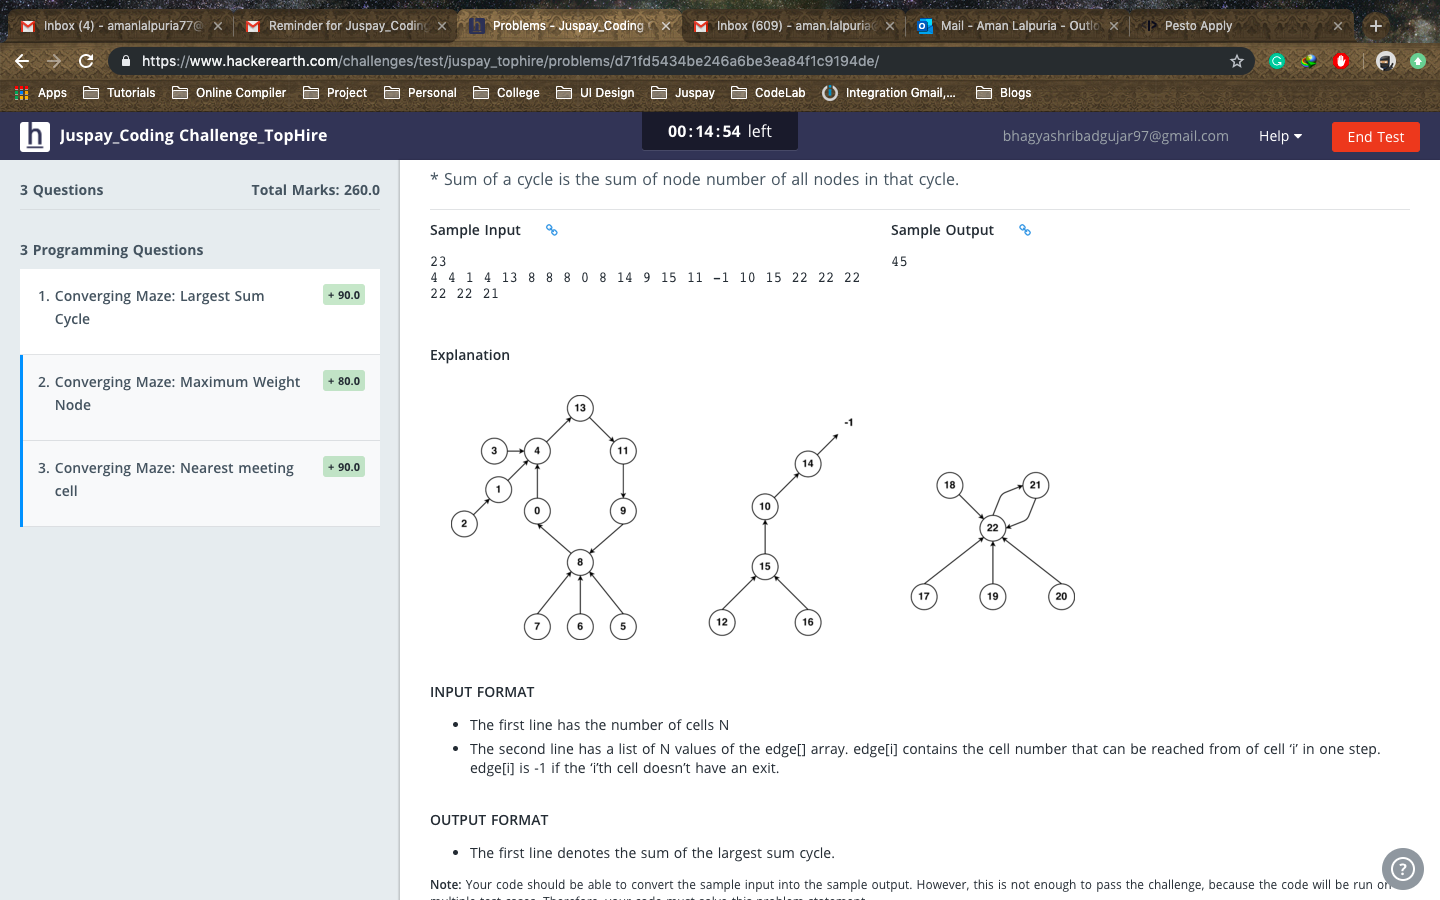 Inbox (4) - amanlalpuria77@
Reminder for Juspay_Coding
Problems - Juspay_Coding
Inbox (609) - aman.lalpuria
Mail - Aman Lalpuria - Outlo
Pesto Apply
https://www.hackerearth.com/challenges/test/juspay_tophire/problems/d71fd5434be246a6be3ea84f1c9194de/
Apps Tutorials Online Compiler Project Personal College UI Design Juspay CodeLab Integration Gmail,... Blogs
h Juspay_Coding Challenge_TopHire
00:14:54 left
bhagyashribadgujar97@gmail.com Help End Test
3 Questions Total Marks: 260.0
3 Programming Questions
1. Converging Maze: Largest Sum + 90.0
Cycle
2. Converging Maze: Maximum Weight + 80.0
Node
3. Converging Maze: Nearest meeting + 90.0
cell
* Sum of a cycle is the sum of node number of all nodes in that cycle.
Sample Input Sample Output
23 45
4 4 1 4 13 8 8 8 0 8 14 9 15 11 -1 10 15 22 22 22
22 22 21
Explanation
13
-1
3 4 11
14
18 21
1
10
2 0 9
22
8
15
17 19 20
12 16
7 6 5
INPUT FORMAT
• The first line has the number of cells N
• The second line has a list of N values of the edge[] array. edge[i] contains the cell number that can be reached from of cell ‘i’ in one step.
edge[i] is -1 if the ‘i’th cell doesn’t have an exit.
OUTPUT FORMAT
• The first line denotes the sum of the largest sum cycle.
Note: Your code should be able to convert the sample input into the sample output. However, this is not enough to pass the challenge, because the code will be run on
multiple test cases. Therefore, your code must solve this problem statement.
?